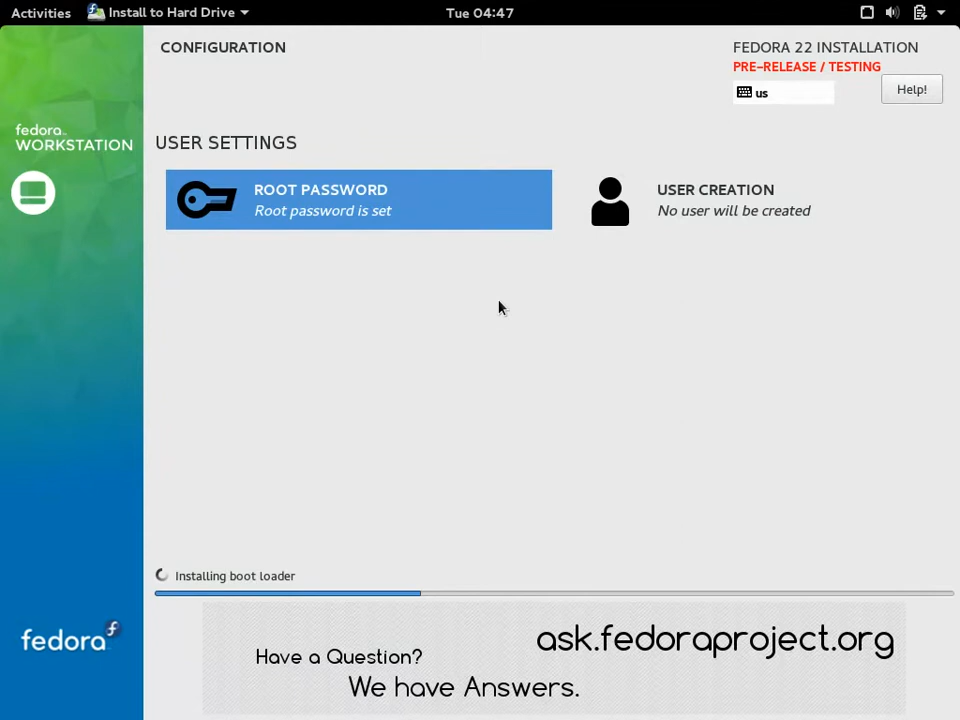 Activities Install to Hard Drive Tue 04:47
CONFIGURATION
FEDORA 22 INSTALLATION
PRE-RELEASE / TESTING
us
Help!
fedora
WORKSTATION
USER SETTINGS
ROOT PASSWORD
Root password is set
USER CREATION
No user will be created
Installing boot loader
fedora
ask.fedoraproject.org
Have a Question?
We have Answers.